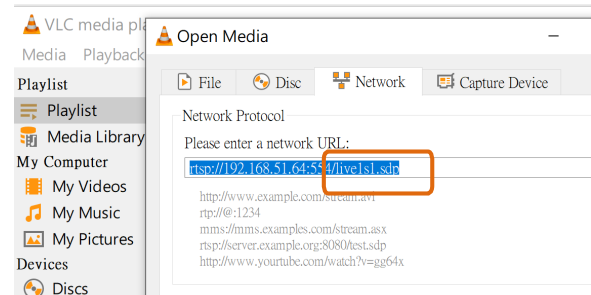 VLC media pla
Open Media
Media Playback
File Disc Network Capture Device
Playlist
Playlist
Media Library
My Computer
My Videos
My Music
My Pictures
Devices
Discs
Network Protocol
Please enter a network URL:
rtsp://192.168.51.64:554/live1s1.sdp
http://www.example.com/stream.avi
rtp://@:1234
mms://mms.examples.com/stream.asx
rtsp://server.example.org:8080/test.sdp
http://www.yourtube.com/watch?v=gg64x